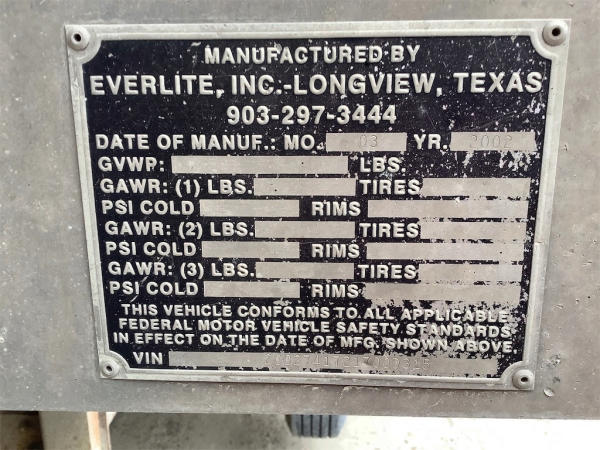 MANUFACTURED BY
EVERLITE, INC.-LONGVIEW, TEXAS
903-297-3444
DATE OF MANUF.: MO. 03 YR. 2002
GVWP: LBS.
GAWR: (1) LBS. TIRES
PSI COLD RIMS
GAWR: (2) LBS. TIRES
PSI COLD RIMS
GAWR: (3) LBS. TIRES
PSI COLD RIMS
THIS VEHICLE CONFORMS TO ALL APPLICABLE
FEDERAL MOTOR VEHICLE SAFETY STANDARDS
IN EFFECT ON THE DATE OF MFG. SHOWN ABOVE
VIN